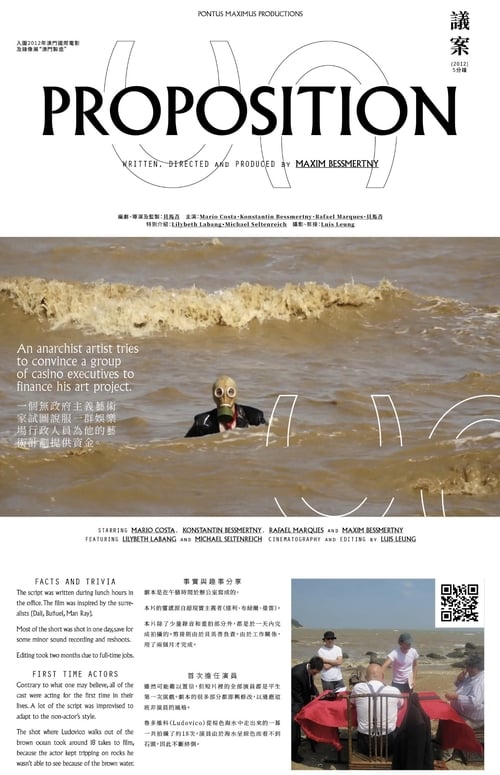 PONTUS MAXIMUS PRODUCTIONS
入圍2012年澳門國際電影
及錄像展"澳門製造"
議案
(2012)
5分鐘
PROPOSITION
WRITTEN, DIRECTED AND PRODUCED BY MAXIM BESSMERTNY
編劇、導演及監製：貝馬吾 主演：Mario Costa、Konstantin Bessmertny、Rafael Marques、貝馬吾
特別介紹：Lilybeth Labang、Michael Seltenreich 攝影、剪接：Luis Leung
An anarchist artist tries
to convince a group
of casino executives to
finance his art project.
一個無政府主義藝術
家試圖說服一群娛樂
場行政人員為他的藝
術計劃提供資金。
STARRING MARIO COSTA, KONSTANTIN BESSMERTNY, RAFAEL MARQUES AND MAXIM BESSMERTNY
FEATURING LILYBETH LABANG AND MICHAEL SELTENREICH CINEMATOGRAPHY AND EDITING BY LUIS LEUNG
FACTS AND TRIVIA
The script was written during lunch hours in
the office. The film was inspired by the surre-
alists (Dalí, Buñuel, Man Ray).
Most of the short was shot in one day, save for
some minor sound recording and reshoots.
Editing took two months due to full-time jobs.
FIRST TIME ACTORS
Contrary to what one may believe, all of the
cast were acting for the first time in their
lives. A lot of the script was improvised to
adapt to the non-actor's style.
The shot where Ludovico walks out of the
brown ocean took around 18 takes to film,
because the actor kept tripping on rocks he
wasn't able to see because of the brown water.
事實與趣事分享
劇本是在午膳時間於辦公室寫成的。
本片的靈感源自超現實主義者(達利、布紐爾、曼雷)。
本片除了少量錄音和重拍部分外，都是於一天內完
成拍攝的。剪接則由於員
用了兩個月才完成。
首次擔任演員
雖然可能難以置信，但短片裡的全部演員都是平生
第一次演戲。劇本的很多部分都即興修改，以適應這
班非演員的風格。
魯多維科(Ludovico)從棕色海水中走出來的一幕
一共拍攝了約18次，演員由於海水呈棕色而看不到
石頭，因此不斷絆倒。